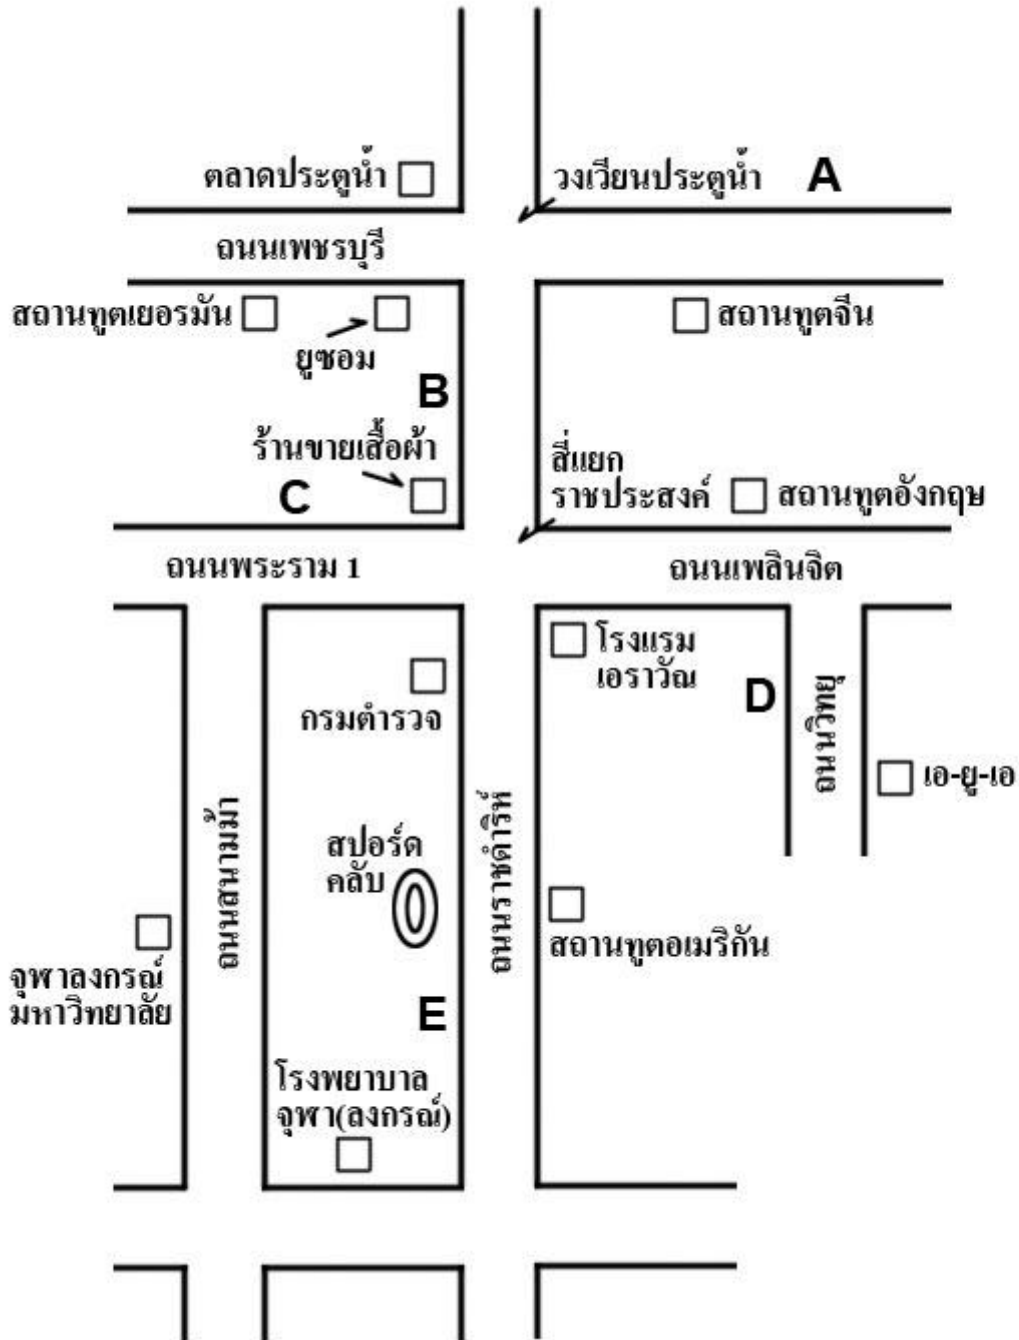 ตลาดประตูน้ำ
วงเวียนประตูน้ำ
A
ถนนเพชรบุรี
สถานทูตเยอรมัน
ยูซอม
สถานทูตจีน
B
ร้านขายเสื้อผ้า
C
สี่แยก
ราชประสงค์
สถานทูตอังกฤษ
ถนนพระราม 1
ถนนเพลินจิต
โรงแรม
เอราวัณ
D
ถนนวิทยุ
กรมตำรวจ
เอ-ยู-เอ
ถนนสนามม้า
สปอร์ต
คลับ
ถนนราชดำริห์
สถานทูตอเมริกัน
จุฬาลงกรณ์
มหาวิทยาลัย
E
โรงพยาบาล
จุฬา(ลงกรณ์)